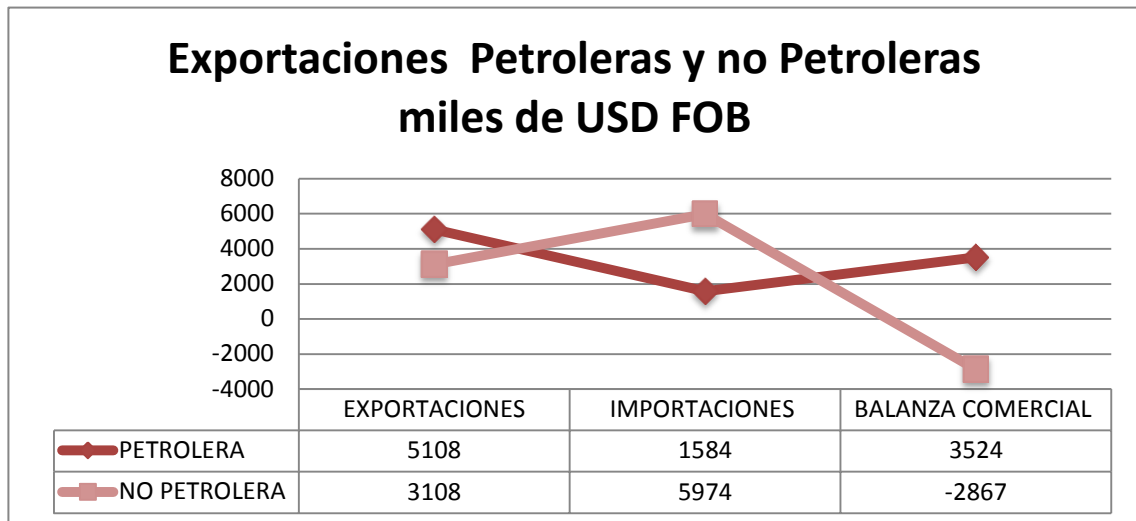 Exportaciones Petroleras y no Petroleras
miles de USD FOB
8000
6000
4000
2000
0
-2000
-4000
EXPORTACIONES IMPORTACIONES BALANZA COMERCIAL
PETROLERA 5108 1584 3524
NO PETROLERA 3108 5974 -2867